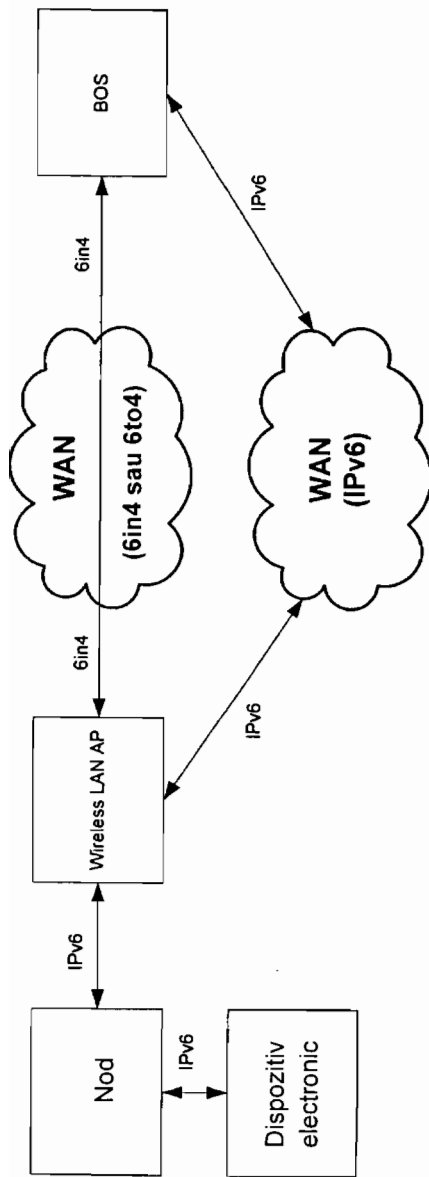 Nod
IPv6
Dispozitiv
electronic
IPv6
Wireless LAN AP
6in4
WAN
(6in4 sau 6to4)
6in4
BOS
IPv6
WAN
(IPv6)
IPv6